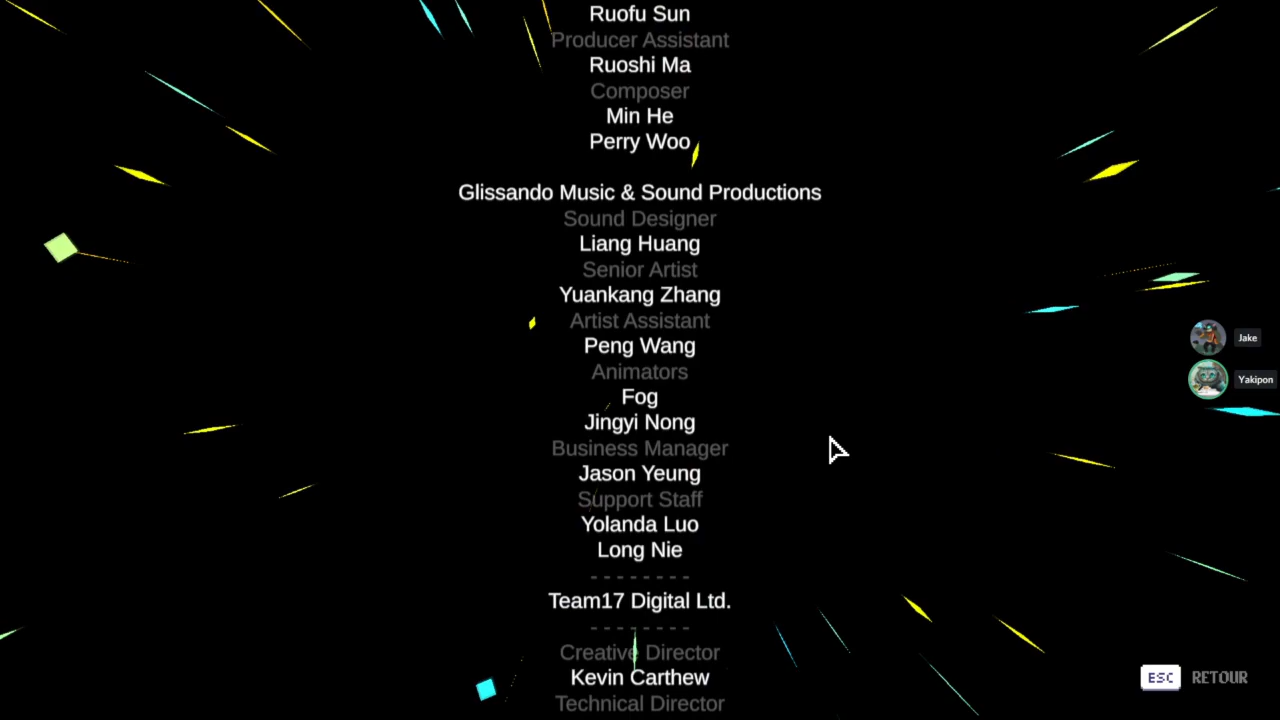 Ruofu Sun
Producer Assistant
Ruoshi Ma
Composer
Min He
Perry Woo
Glissando Music & Sound Productions
Sound Designer
Liang Huang
Senior Artist
Yuankang Zhang
Artist Assistant
Peng Wang
Animators
Fog
Jingyi Nong
Business Manager
Jason Yeung
Support Staff
Yolanda Luo
Long Nie
--------
Team17 Digital Ltd.
--------
Creative Director
Kevin Carthew
Technical Director
Jake
Yakipon
ESC RETOUR